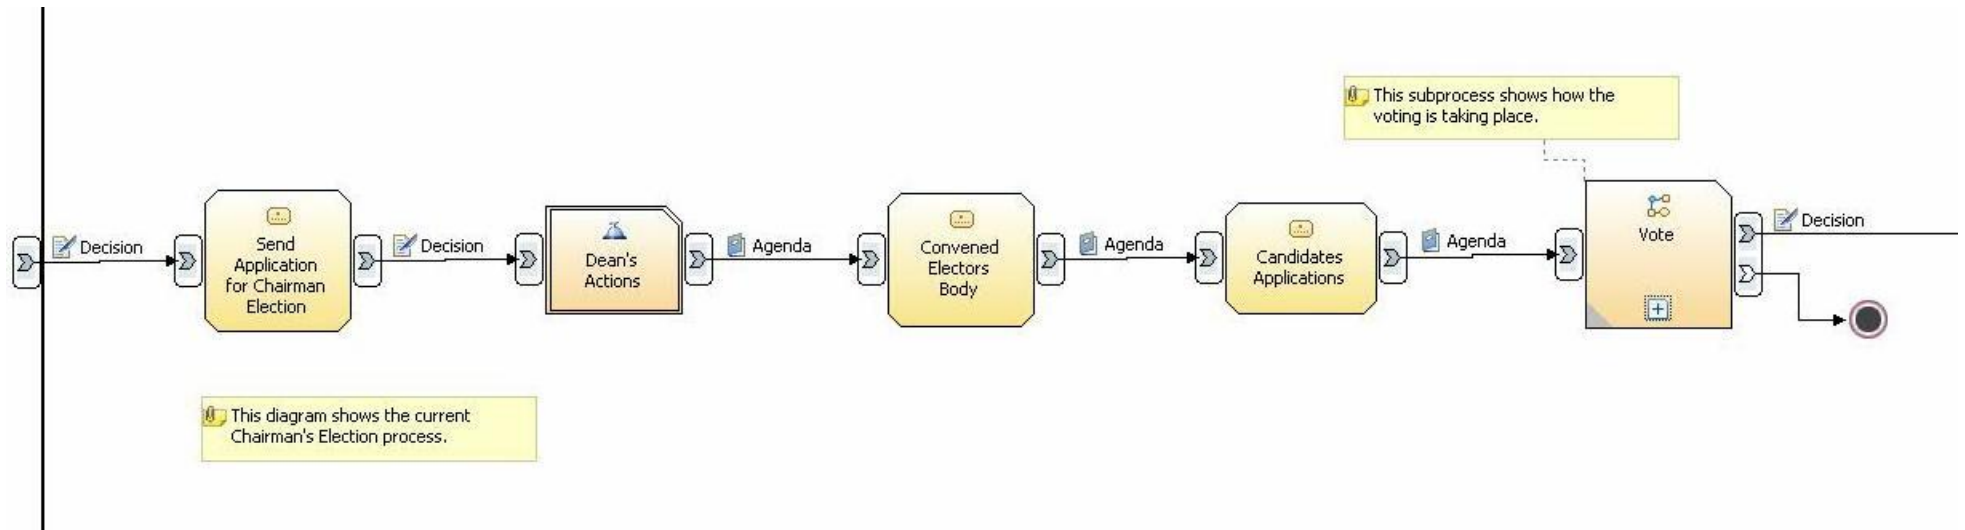 This subprocess shows how the
voting is taking place.
Decision
Send
Application
for Chairman
Election
Decision
Dean's
Actions
Agenda
Convened
Electors
Body
Agenda
Candidates
Applications
Agenda
Vote
Decision
This diagram shows the current
Chairman's Election process.